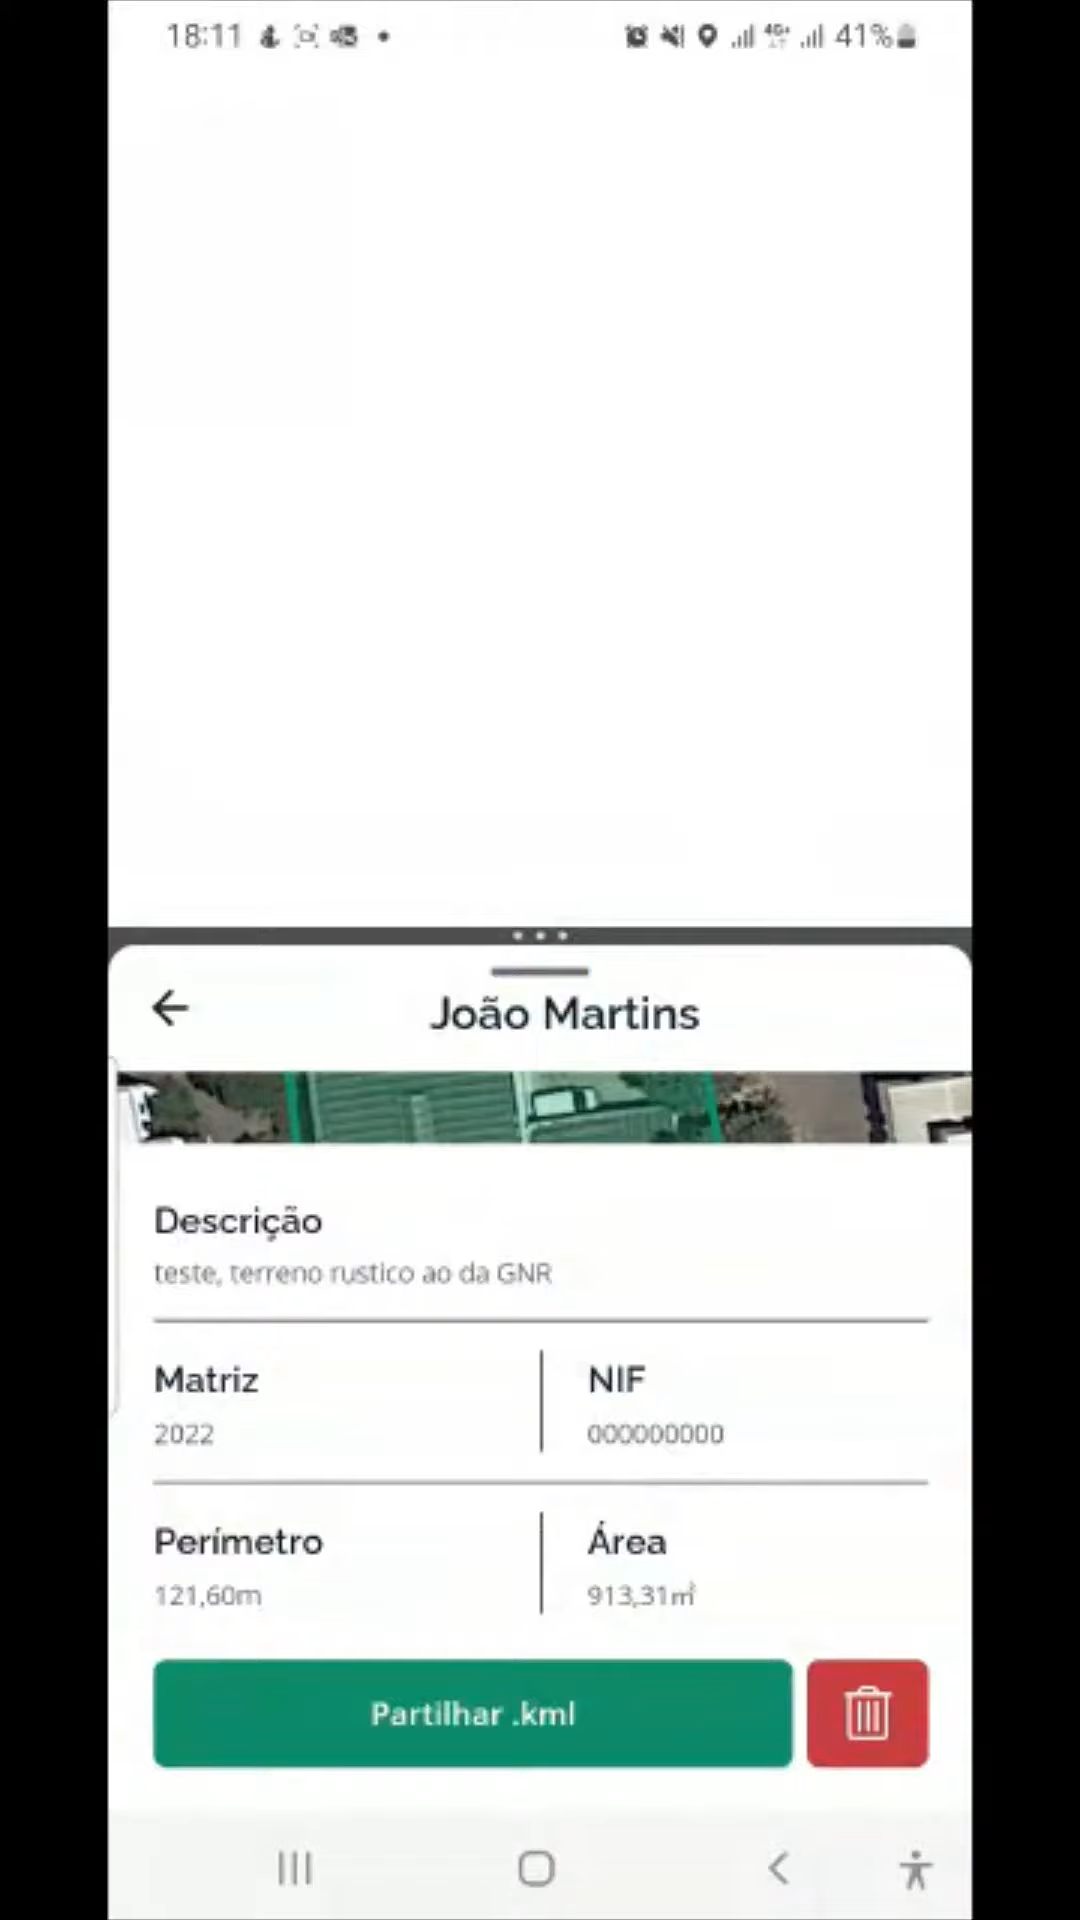 18:11
4G+
41%
João Martins
Descrição
teste, terreno rustico ao da GNR
Matriz
NIF
2022
000000000
Perímetro
Área
121,60m
913,31㎡
Partilhar .kml